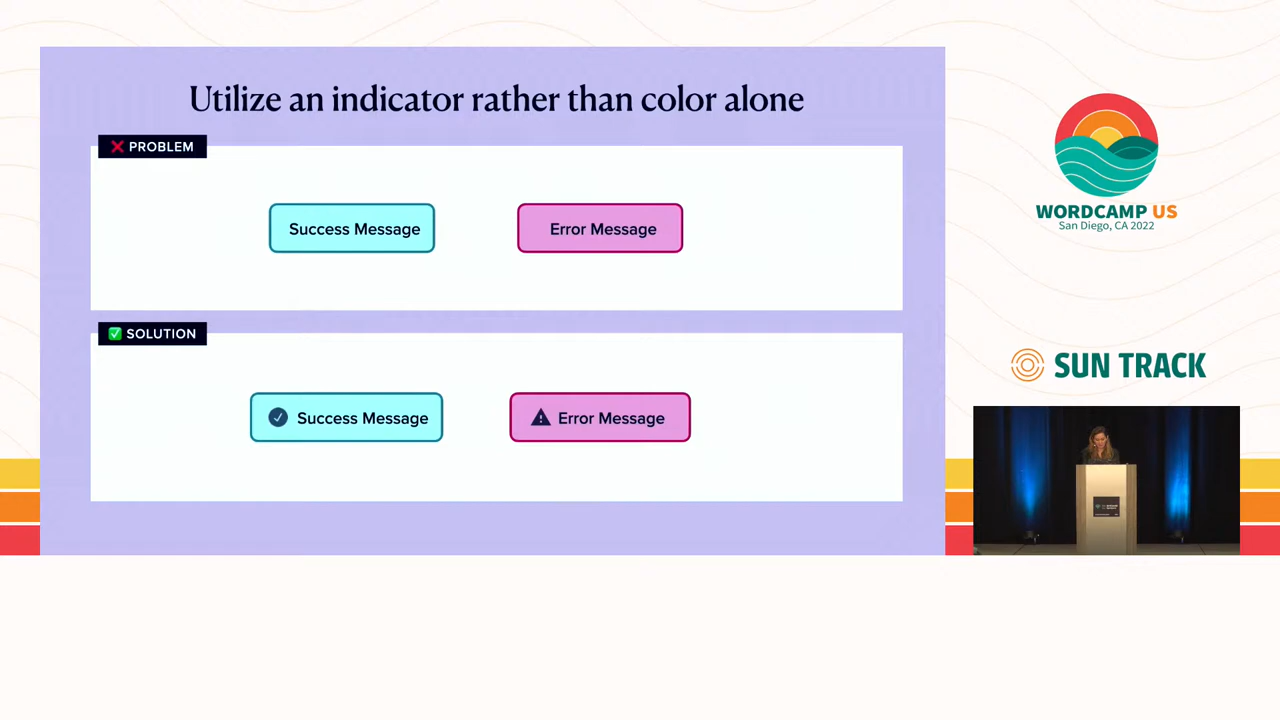 Utilize an indicator rather than color alone
❌ PROBLEM
Success Message
Error Message
✅ SOLUTION
Success Message
Error Message
WORDCAMP US
San Diego, CA 2022
SUN TRACK